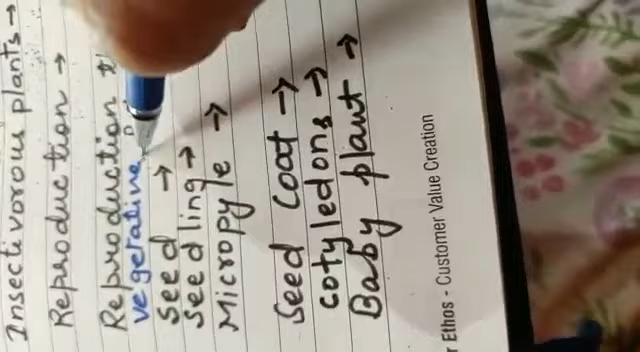 Insectivorous plants →
Reproduction →
Reproduction
vegetative
seed →
seedling →
Micropyle →
Seed coat →
cotyledons →
Baby plant →
r Ethos - Customer Value Creation